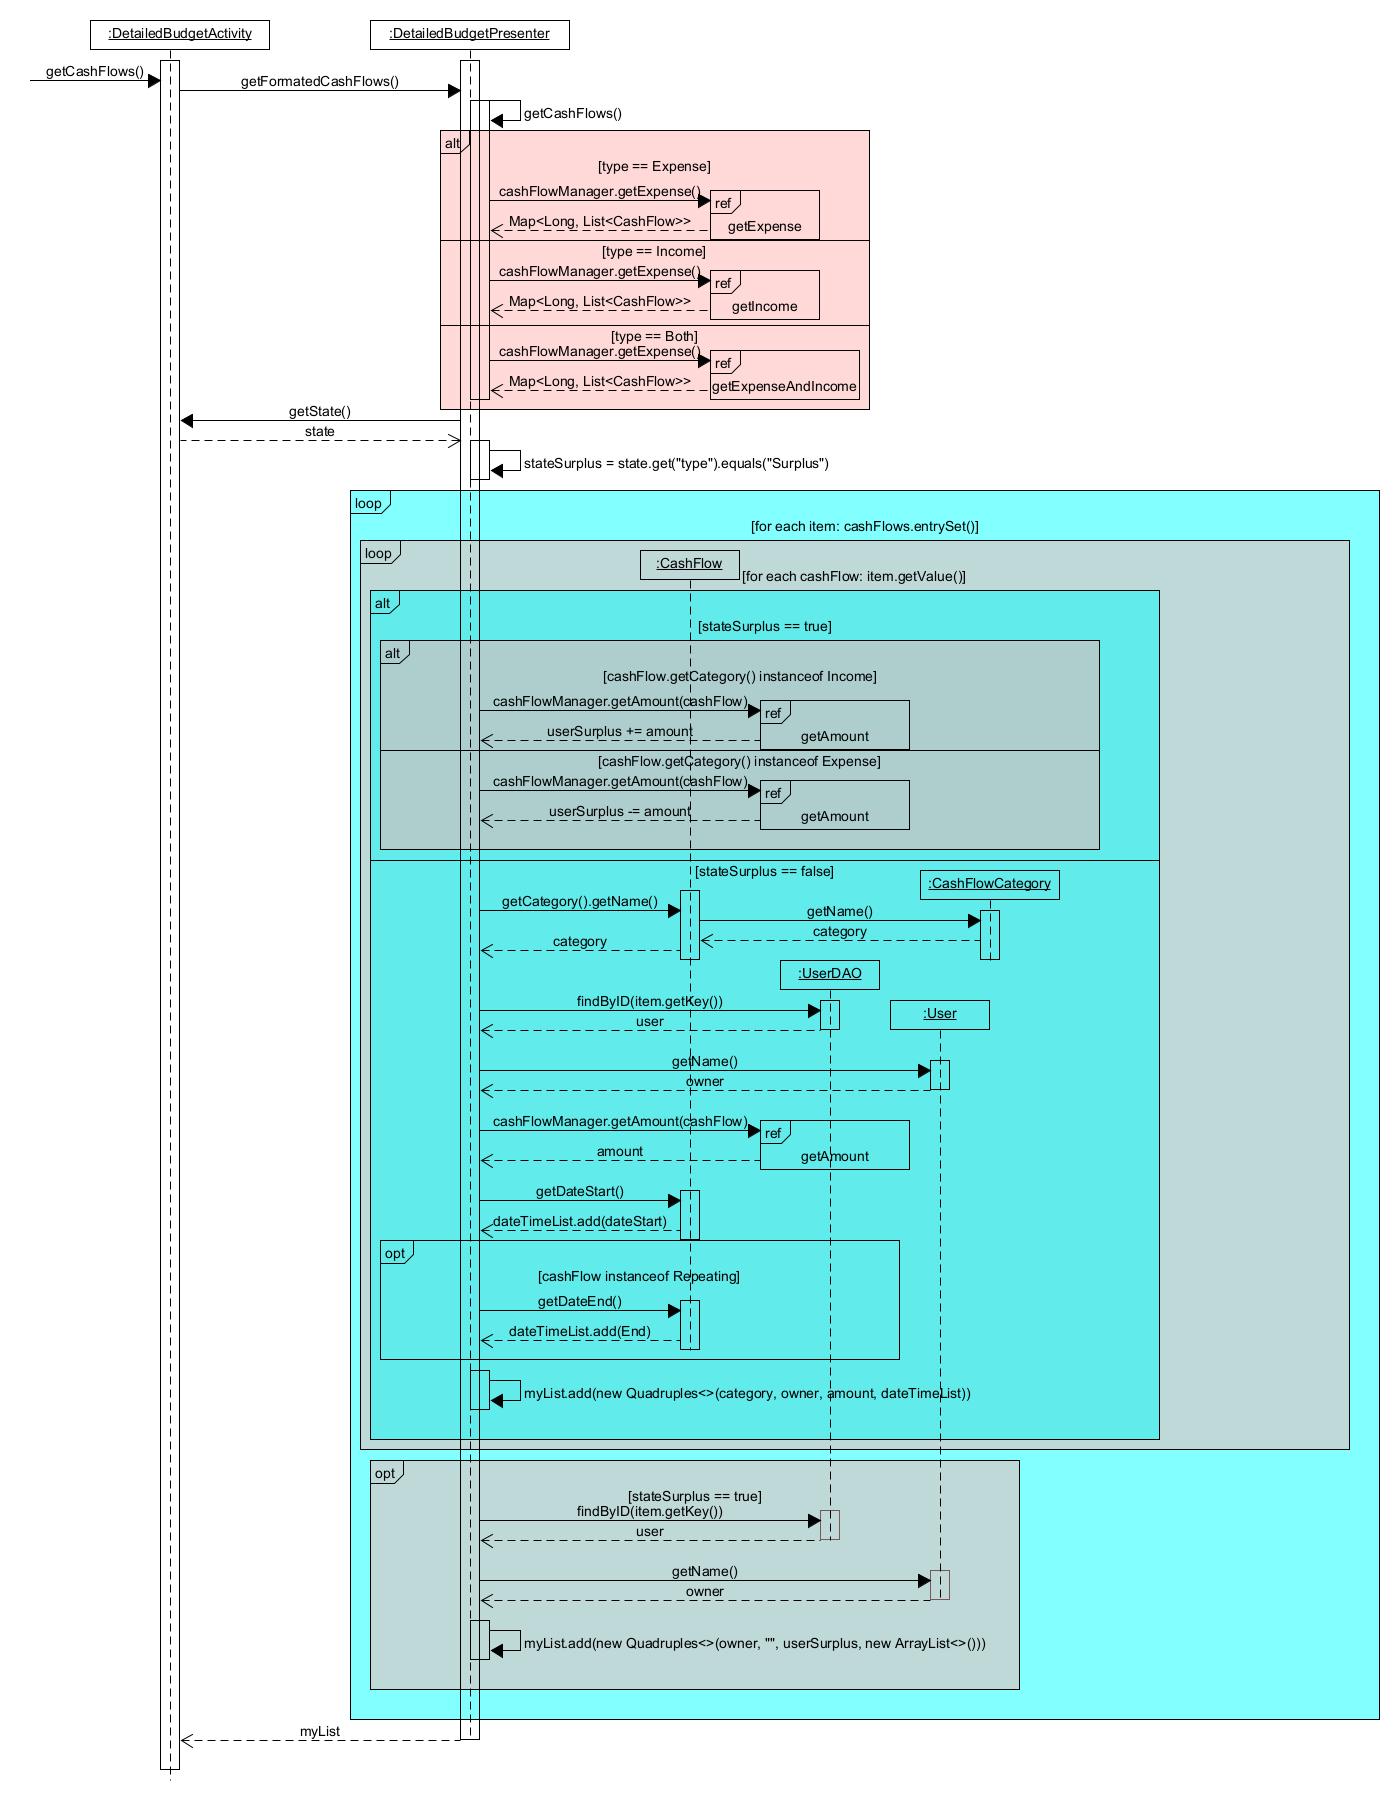 :DetailedBudgetActivity
:DetailedBudgetPresenter
getCashFlows()
getFormatedCashFlows()
getCashFlows()
alt
[type == Expense]
cashFlowManager.getExpense()
ref
Map<Long, List<CashFlow>>
getExpense
[type == Income]
cashFlowManager.getExpense()
ref
Map<Long, List<CashFlow>>
getIncome
[type == Both]
cashFlowManager.getExpense()
ref
Map<Long, List<CashFlow>>
getExpenseAndIncome
getState()
state
stateSurplus = state.get("type").equals("Surplus")
loop
[for each item: cashFlows.entrySet()]
loop
:CashFlow
[for each cashFlow: item.getValue()]
alt
[stateSurplus == true]
alt
[cashFlow.getCategory() instanceof Income]
cashFlowManager.getAmount(cashFlow)
ref
userSurplus += amount
getAmount
[cashFlow.getCategory() instanceof Expense]
cashFlowManager.getAmount(cashFlow)
ref
userSurplus -= amount
getAmount
[stateSurplus == false]
:CashFlowCategory
getCategory().getName()
getName()
category
category
:UserDAO
findByID(item.getKey())
:User
user
getName()
owner
cashFlowManager.getAmount(cashFlow)
ref
amount
getAmount
getDateStart()
dateTimeList.add(dateStart)
opt
[cashFlow instanceof Repeating]
getDateEnd()
dateTimeList.add(End)
myList.add(new Quadruples<>(category, owner, amount, dateTimeList))
opt
[stateSurplus == true]
findByID(item.getKey())
user
getName()
owner
myList.add(new Quadruples<>(owner, "", userSurplus, new ArrayList<>()))
myList